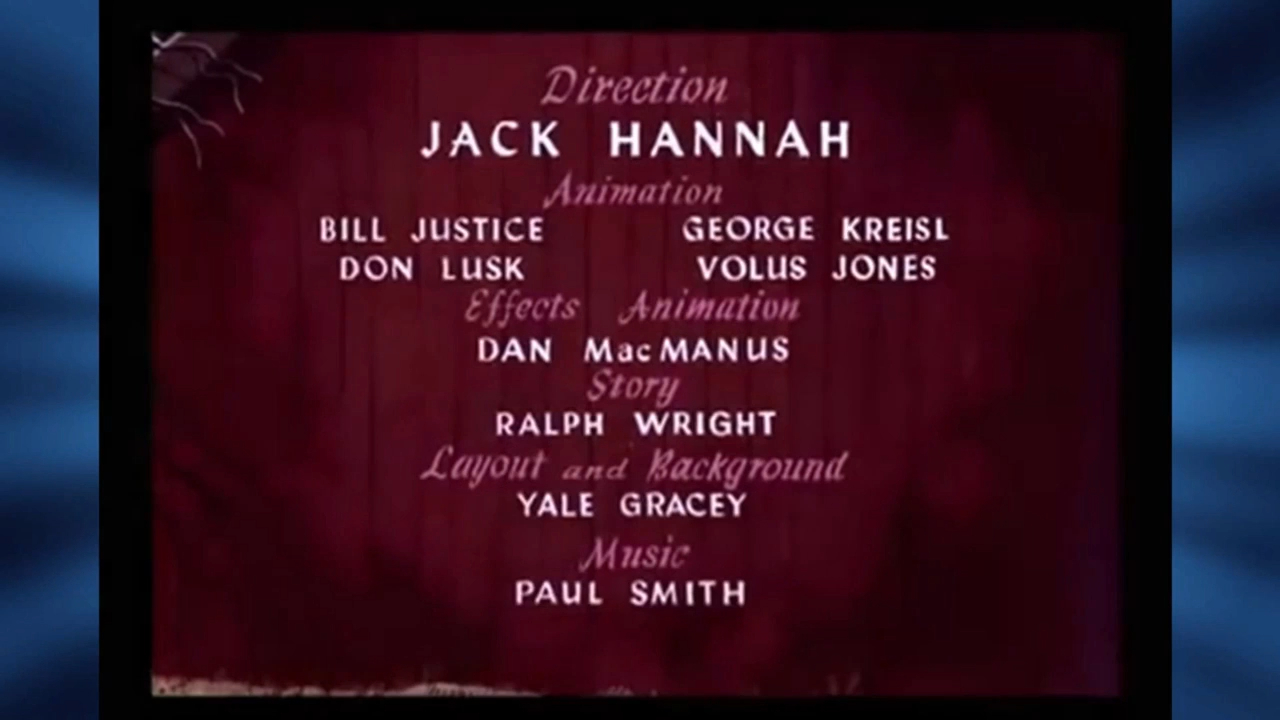 Direction
JACK HANNAH
Animation
BILL JUSTICE GEORGE KREISL
DON LUSK VOLUS JONES
Effects Animation
DAN MacMANUS
Story
RALPH WRIGHT
Layout and Background
YALE GRACEY
Music
PAUL SMITH